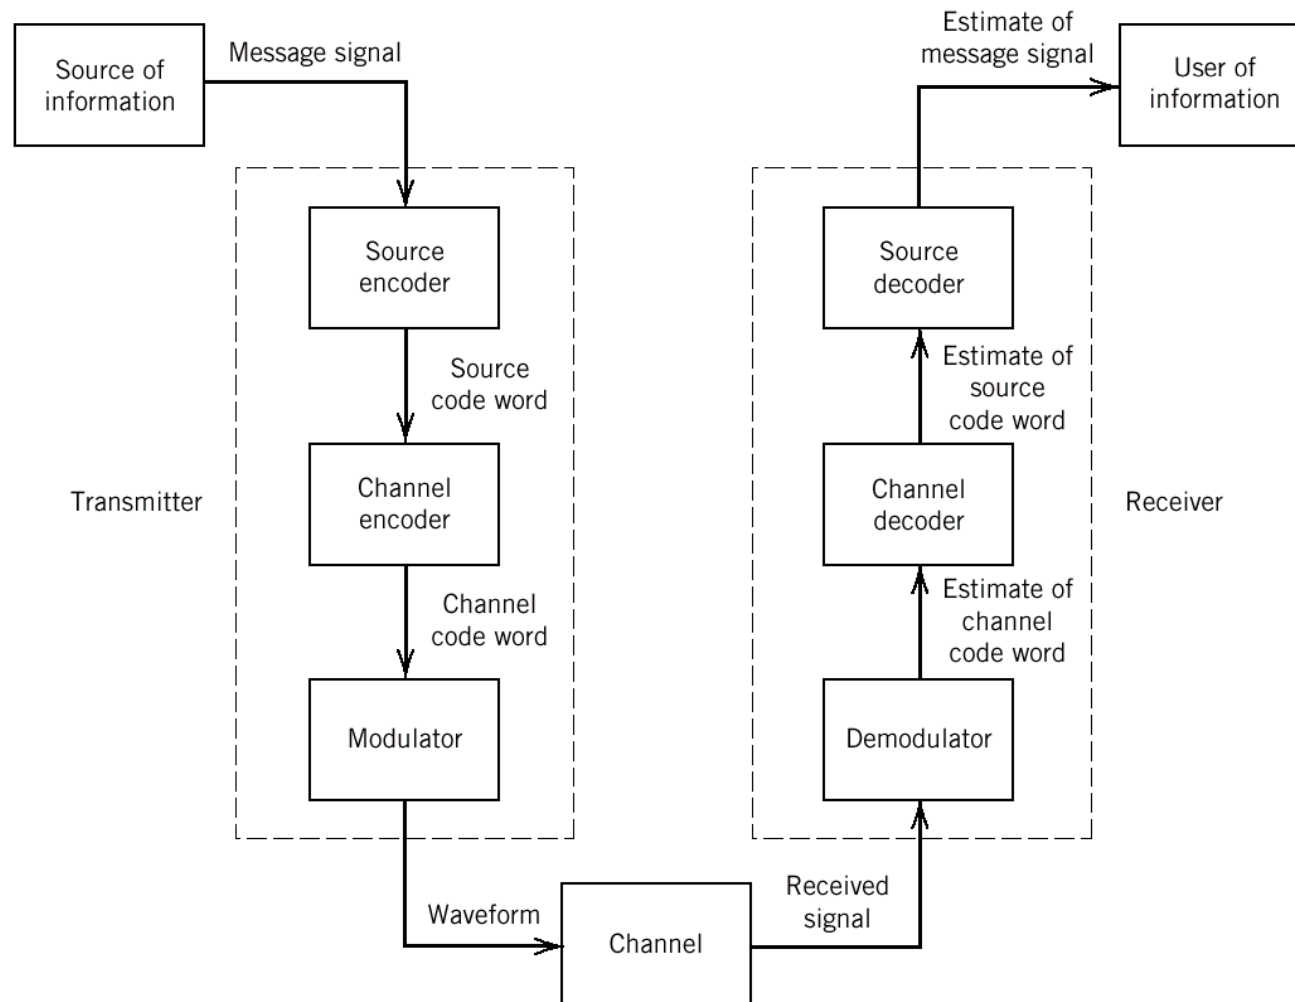 Source of
information
Message signal
Estimate of
message signal
User of
information
Source
encoder
Source
decoder
Source
code word
Estimate of
source
code word
Transmitter
Channel
encoder
Channel
decoder
Receiver
Channel
code word
Estimate of
channel
code word
Modulator
Demodulator
Waveform
Channel
Received
signal